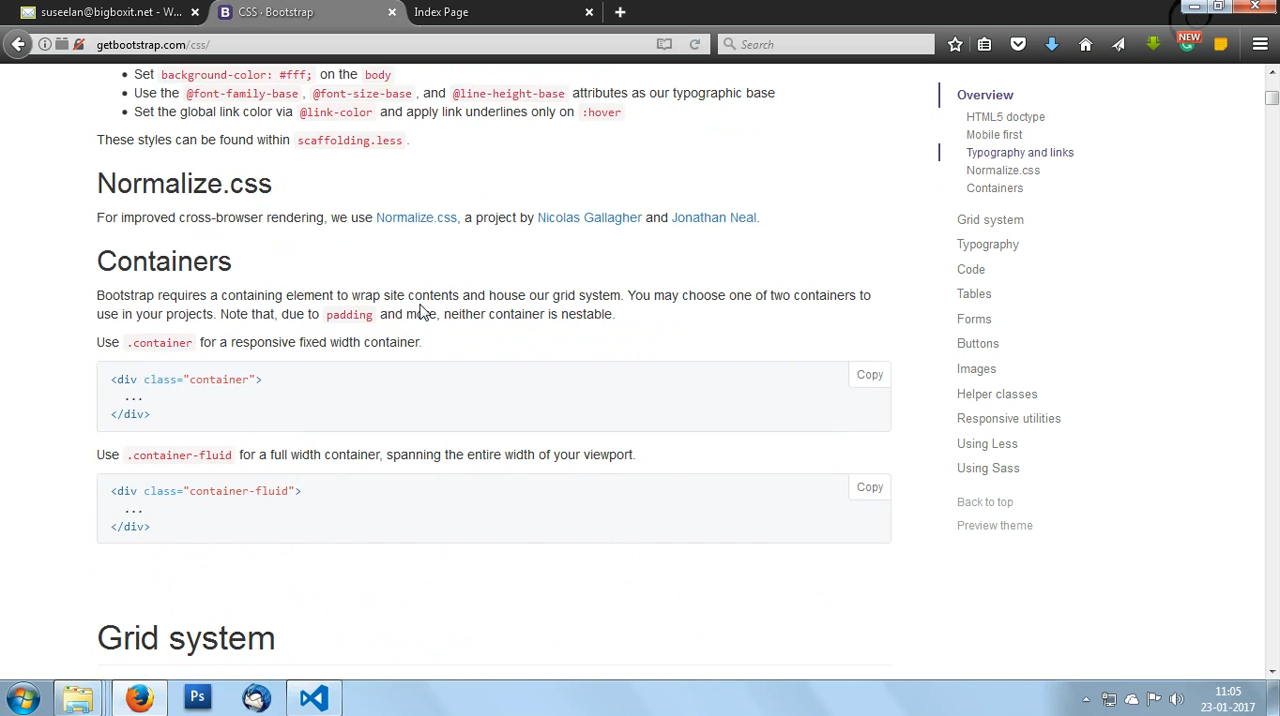 suseelan@bigboxit.net - W...
CSS · Bootstrap
Index Page
getbootstrap.com/css/
Search
NEW
Set background-color: #fff; on the body
Use the @font-family-base, @font-size-base, and @line-height-base attributes as our typographic base
Set the global link color via @link-color and apply link underlines only on :hover
These styles can be found within scaffolding.less.
Normalize.css
For improved cross-browser rendering, we use Normalize.css, a project by Nicolas Gallagher and Jonathan Neal.
Containers
Bootstrap requires a containing element to wrap site contents and house our grid system. You may choose one of two containers to
use in your projects. Note that, due to padding and more, neither container is nestable.
Use .container for a responsive fixed width container.
Copy
<div class="container">
...
</div>
Use .container-fluid for a full width container, spanning the entire width of your viewport.
Copy
<div class="container-fluid">
...
</div>
Grid system
Overview
HTML5 doctype
Mobile first
Typography and links
Normalize.css
Containers
Grid system
Typography
Code
Tables
Forms
Buttons
Images
Helper classes
Responsive utilities
Using Less
Using Sass
Back to top
Preview theme
Ps
11:05
23-01-2017